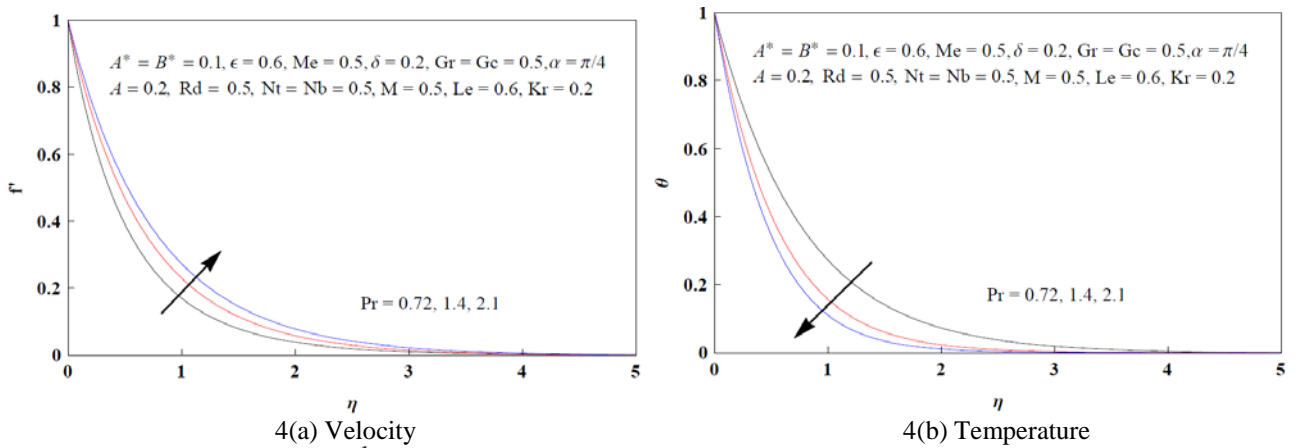 A* = B* = 0.1, ϵ = 0.6, Me = 0.5, δ = 0.2, Gr = Gc = 0.5, α = π/4
A = 0.2, Rd = 0.5, Nt = Nb = 0.5, M = 0.5, Le = 0.6, Kr = 0.2
Pr = 0.72, 1.4, 2.1
f'
1
0.8
0.6
0.4
0.2
0
0 1 2 3 4 5
η
4(a) Velocity
A* = B* = 0.1, ϵ = 0.6, Me = 0.5, δ = 0.2, Gr = Gc = 0.5, α = π/4
A = 0.2, Rd = 0.5, Nt = Nb = 0.5, M = 0.5, Le = 0.6, Kr = 0.2
Pr = 0.72, 1.4, 2.1
θ
1
0.8
0.6
0.4
0.2
0
0 1 2 3 4 5
η
4(b) Temperature